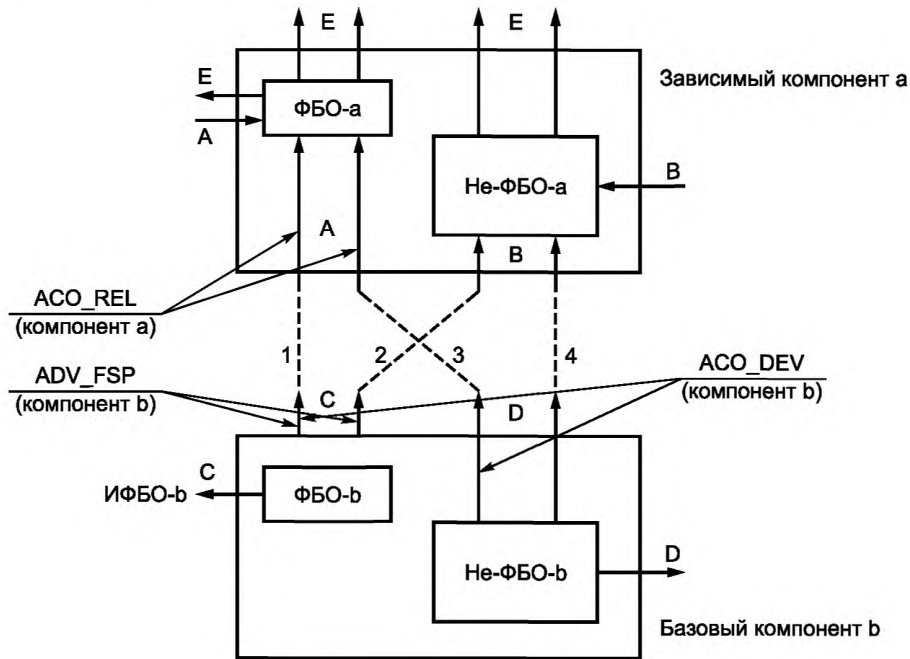 E E
E
ФБО-а
A
Зависимый компонент а
Не-ФБО-а
B
A
B
ACO_REL
(компонент а)
1 2 3 4
ADV_FSP
(компонент b)
ACO_DEV
(компонент b)
C D
C
ИФБО-b
ФБО-b
Не-ФБО-b
D
Базовый компонент b